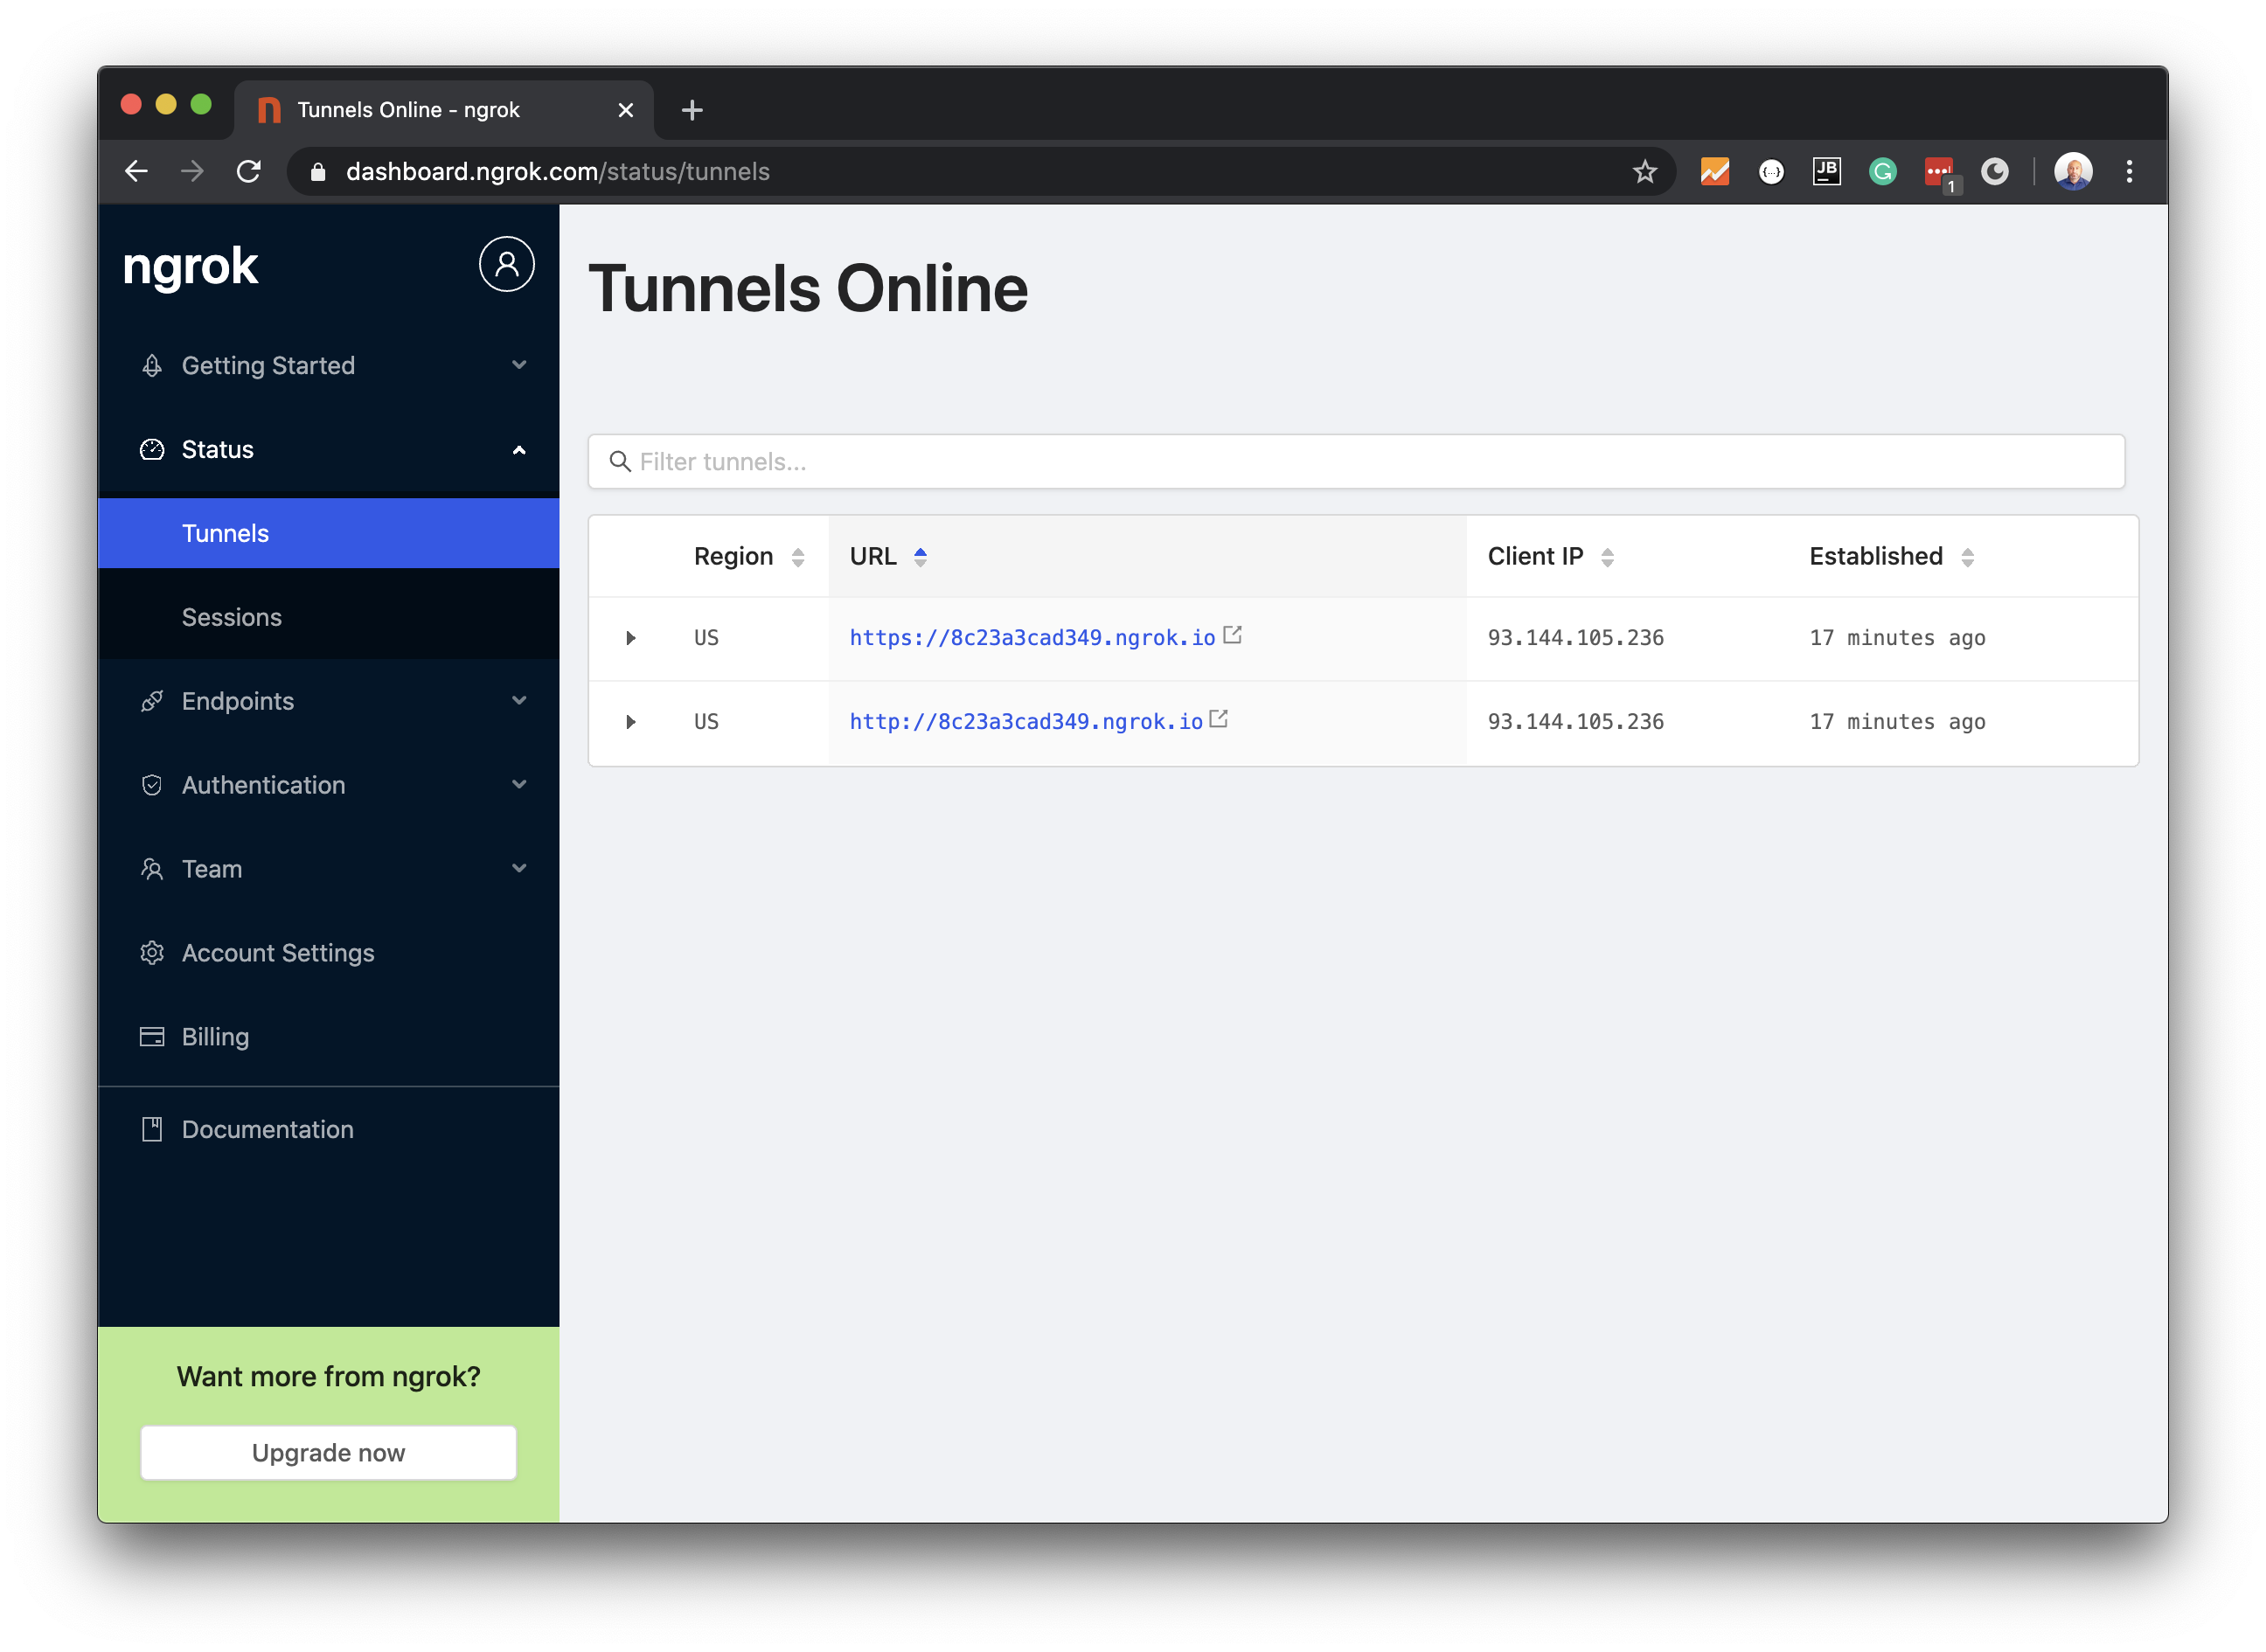 Tunnels Online - ngrok
dashboard.ngrok.com/status/tunnels
JB
1
ngrok
Getting Started
Status
Tunnels
Sessions
Endpoints
Authentication
Team
Account Settings
Billing
Documentation
Want more from ngrok?
Upgrade now
Tunnels Online
Filter tunnels...
Region URL Client IP Established
US https://8c23a3cad349.ngrok.io 93.144.105.236 17 minutes ago
US http://8c23a3cad349.ngrok.io 93.144.105.236 17 minutes ago